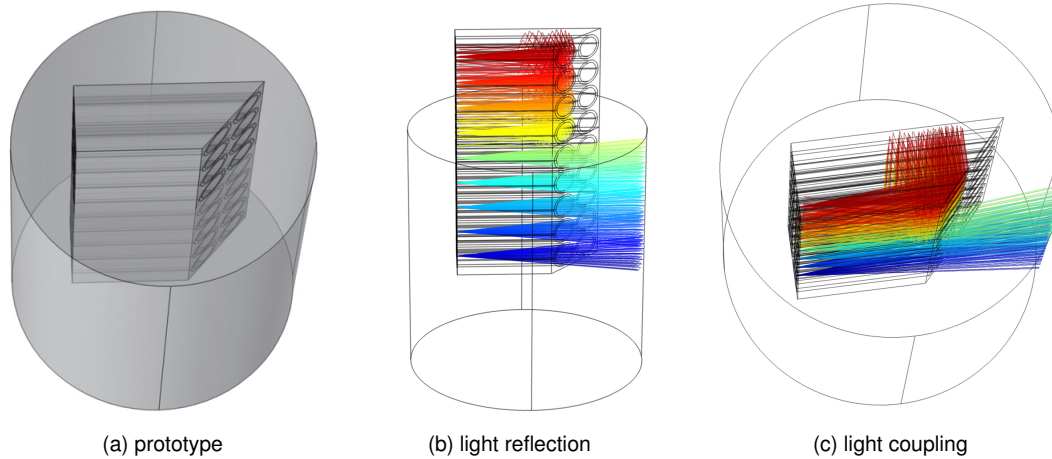 (a) prototype
(b) light reflection
(c) light coupling